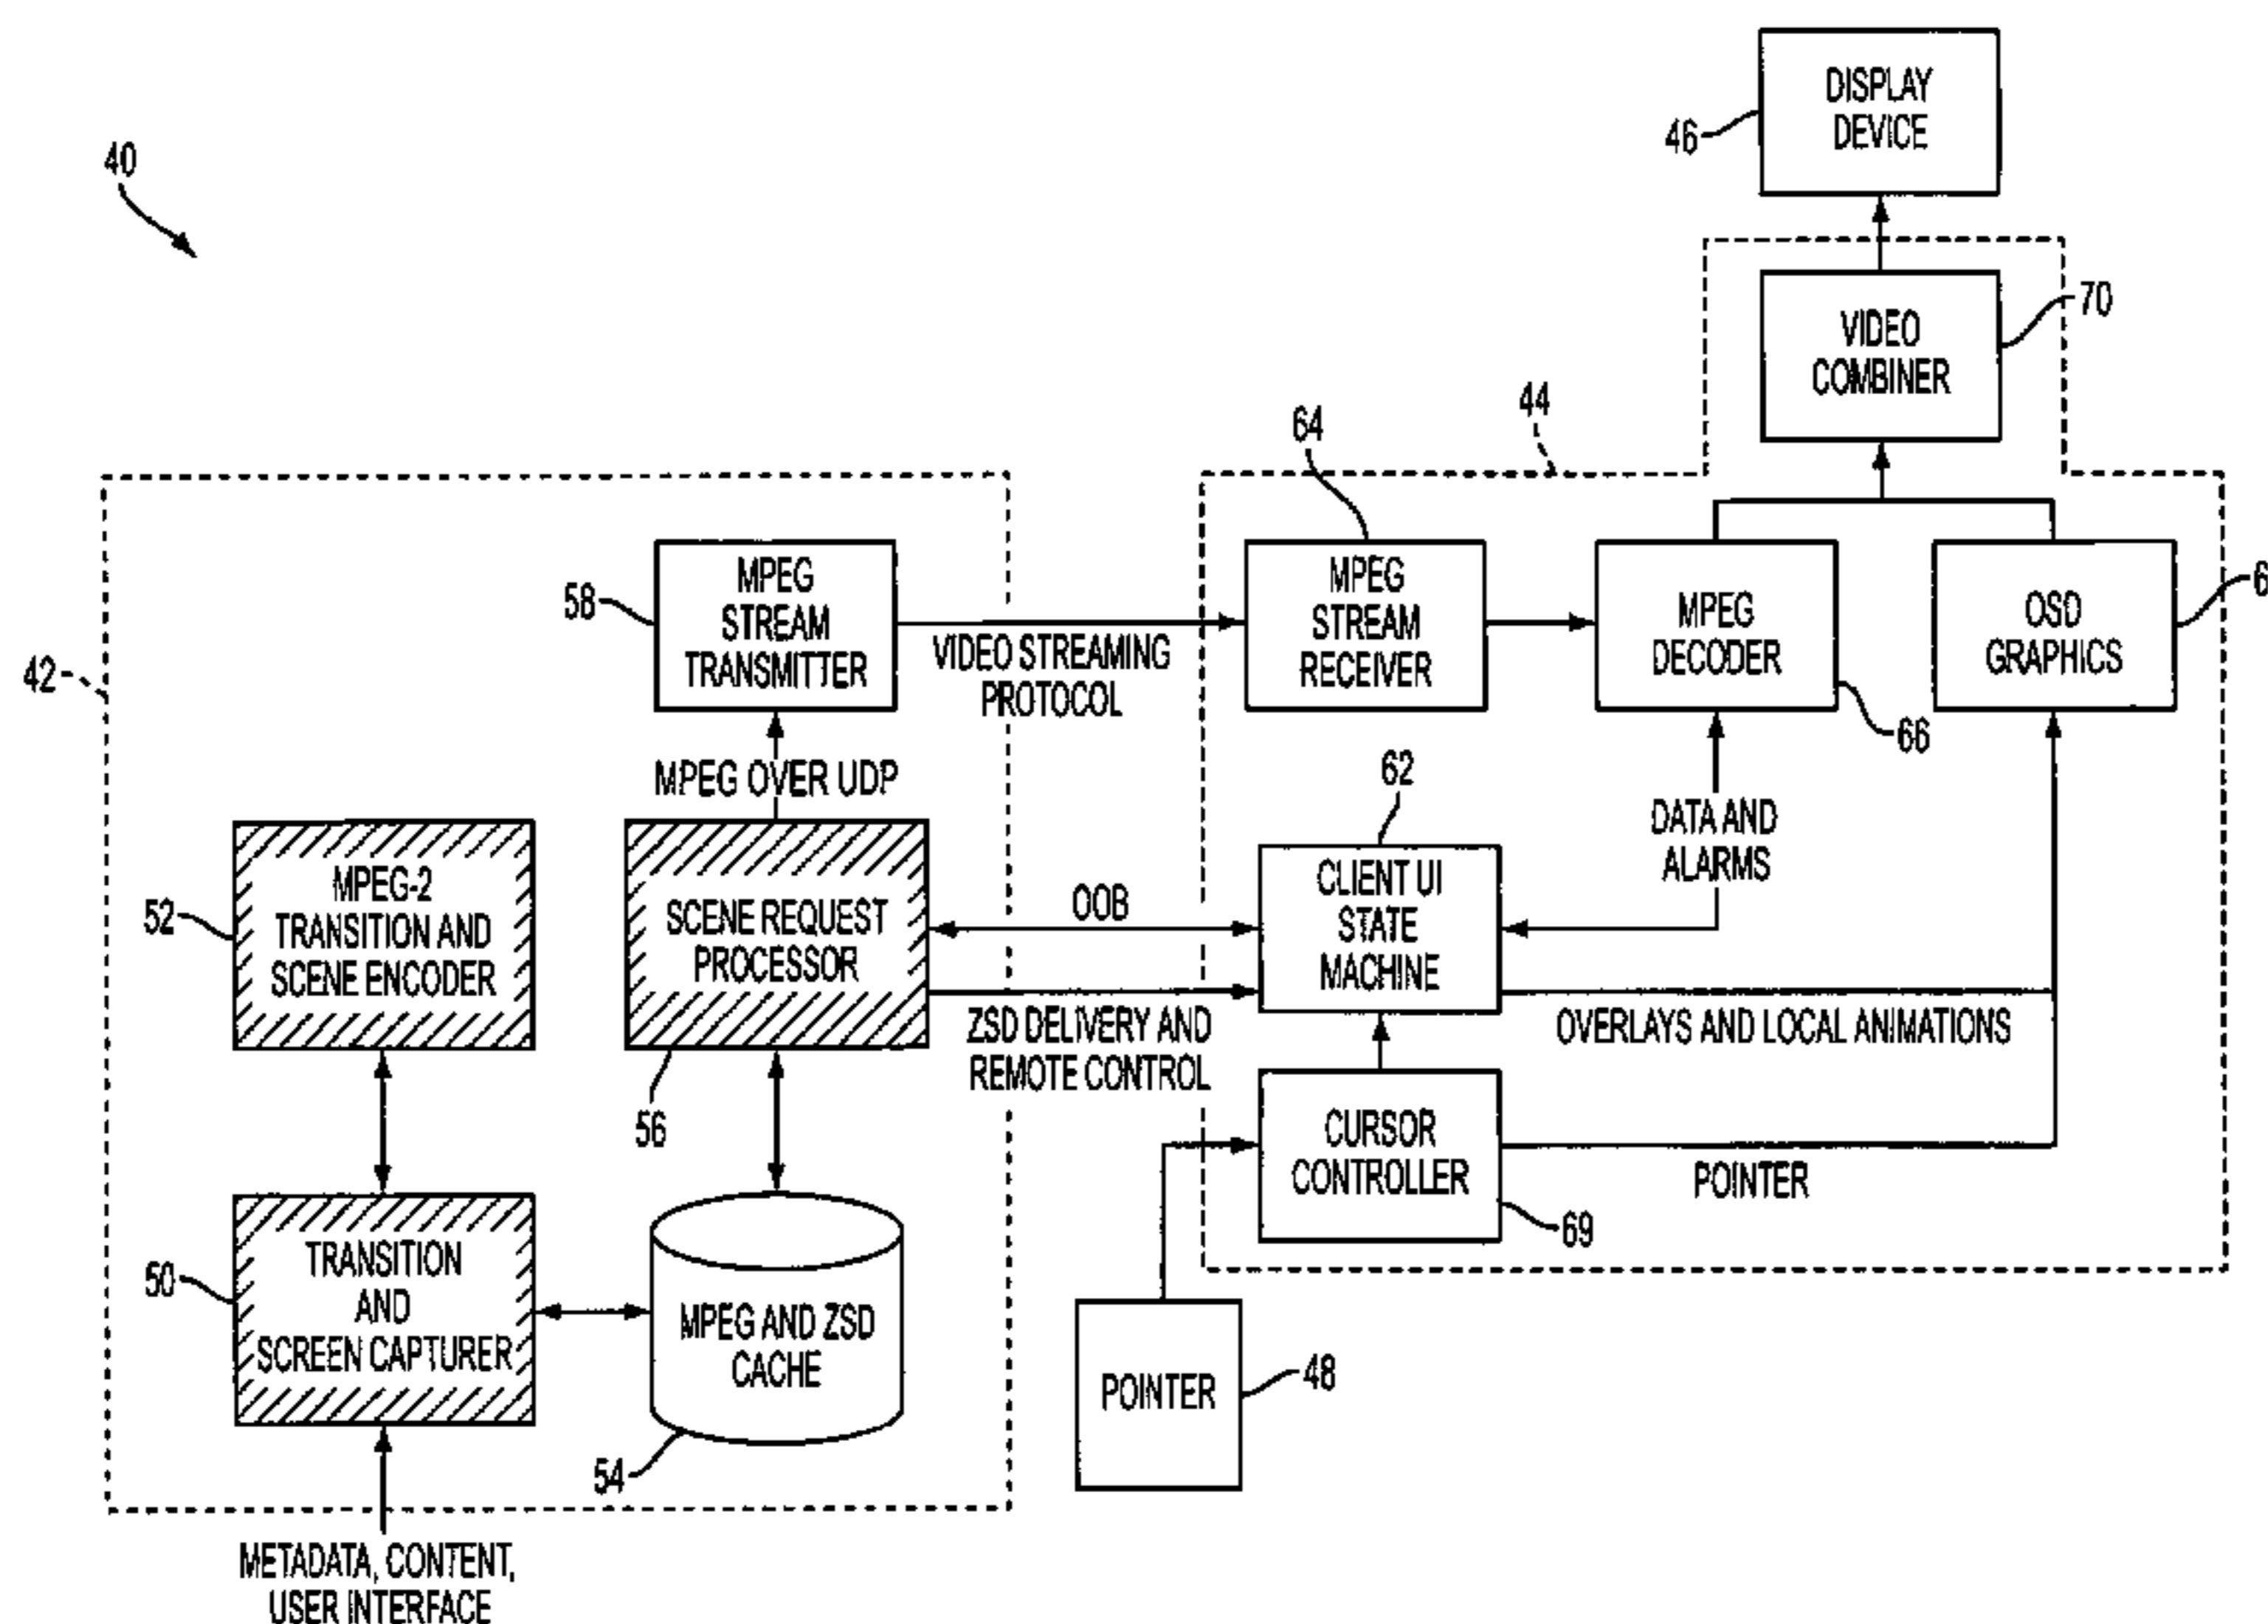 40
DISPLAY
DEVICE
46
VIDEO
COMBINER
70
44
64
42
58
MPEG
STREAM
TRANSMITTER
VIDEO STREAMING
PROTOCOL
MPEG
STREAM
RECEIVER
MPEG
DECODER
66
OSD
GRAPHICS
MPEG OVER UDP
62
DATA AND
ALARMS
52
MPEG-2
TRANSITION AND
SCENE ENCODER
SCENE REQUEST
PROCESSOR
56
OOB
ZSD DELIVERY AND
REMOTE CONTROL
CLIENT UI
STATE
MACHINE
OVERLAYS AND LOCAL ANIMATIONS
CURSOR
CONTROLLER
69
POINTER
50
TRANSITION
AND
SCREEN CAPTURER
MPEG AND ZSD
CACHE
54
POINTER
48
METADATA, CONTENT,
USER INTERFACE